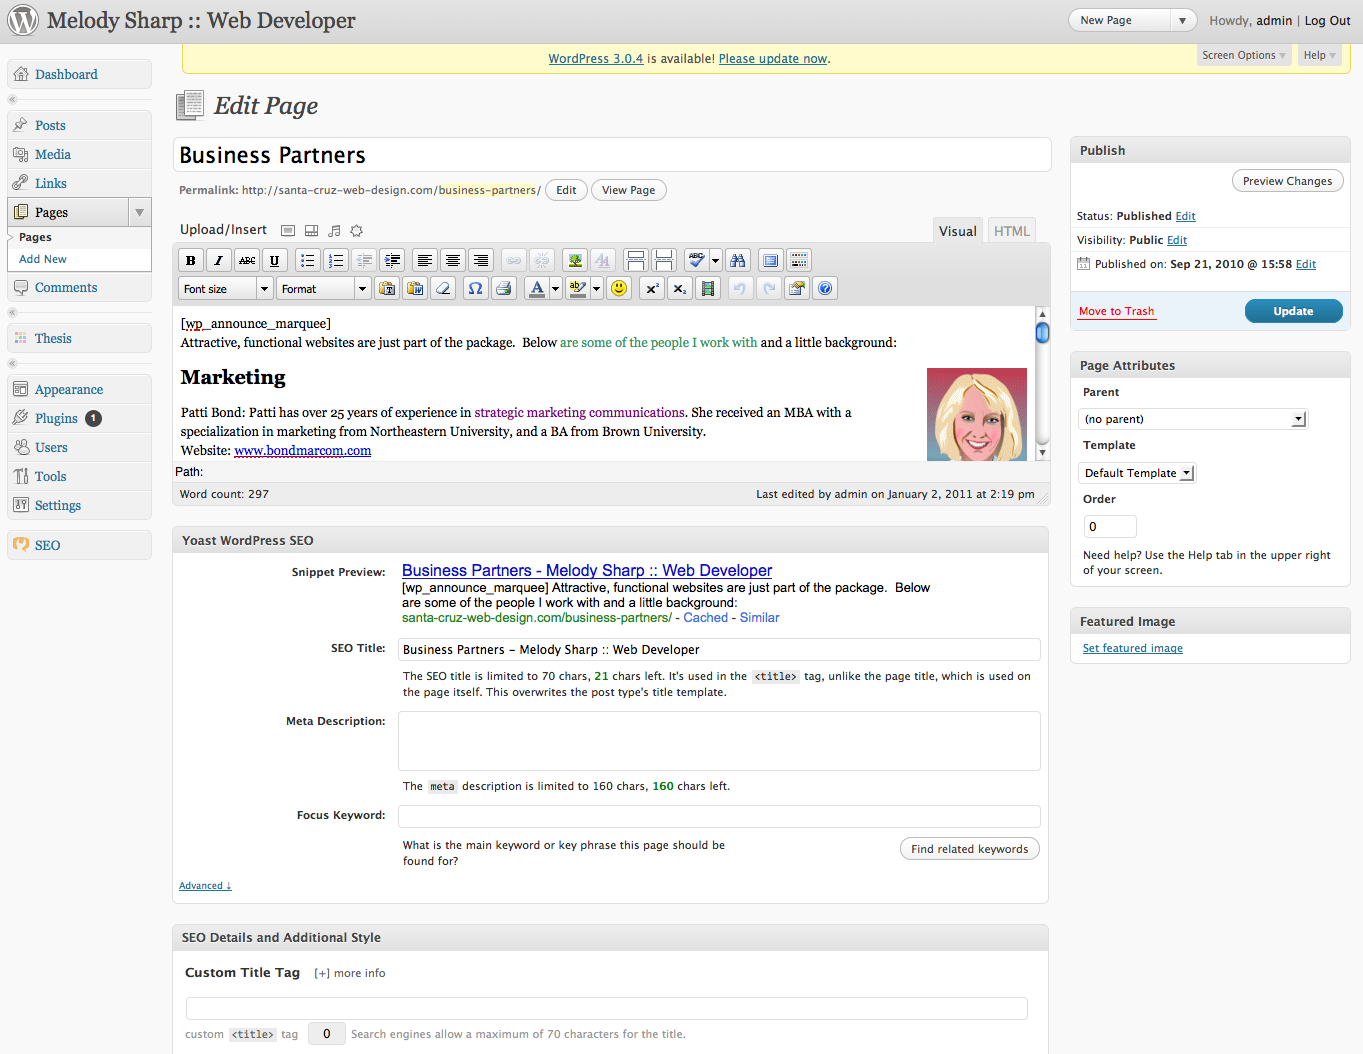 Melody Sharp :: Web Developer
New Page
Howdy, admin | Log Out
WordPress 3.0.4 is available! Please update now.
Screen Options
Help
Dashboard
Posts
Media
Links
Pages
Pages
Add New
Comments
Thesis
Appearance
Plugins 1
Users
Tools
Settings
SEO
Edit Page
Business Partners
Permalink: http://santa-cruz-web-design.com/business-partners/ Edit View Page
Upload/Insert
Visual
HTML
B I ABC U
ABC
Font size
Format
[wp_announce_marquee]
Attractive, functional websites are just part of the package. Below are some of the people I work with and a little background:
Marketing
Patti Bond: Patti has over 25 years of experience in strategic marketing communications. She received an MBA with a
specialization in marketing from Northeastern University, and a BA from Brown University.
Website: www.bondmarcom.com
Path:
Word count: 297
Last edited by admin on January 2, 2011 at 2:19 pm
Yoast WordPress SEO
Snippet Preview:
Business Partners - Melody Sharp :: Web Developer
[wp_announce_marquee] Attractive, functional websites are just part of the package. Below
are some of the people I work with and a little background:
santa-cruz-web-design.com/business-partners/ - Cached - Similar
SEO Title:
Business Partners - Melody Sharp :: Web Developer
The SEO title is limited to 70 chars, 21 chars left. It's used in the <title> tag, unlike the page title, which is used on
the page itself. This overwrites the post type's title template.
Meta Description:
The meta description is limited to 160 chars, 160 chars left.
Focus Keyword:
What is the main keyword or key phrase this page should be
found for?
Find related keywords
Advanced ↓
SEO Details and Additional Style
Custom Title Tag [+] more info
custom <title> tag 0 Search engines allow a maximum of 70 characters for the title.
Publish
Preview Changes
Status: Published Edit
Visibility: Public Edit
Published on: Sep 21, 2010 @ 15:58 Edit
Move to Trash
Update
Page Attributes
Parent
(no parent)
Template
Default Template
Order
0
Need help? Use the Help tab in the upper right
of your screen.
Featured Image
Set featured image